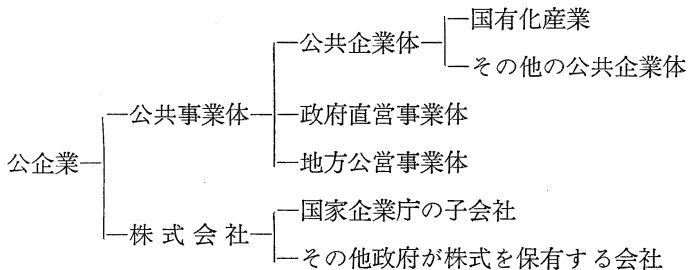 国有化産業
公共企業体
その他の公共企業体
公共事業体
政府直営事業体
公企業
地方公営事業体
国家企業庁の子会社
株式会社
その他政府が株式を保有する会社